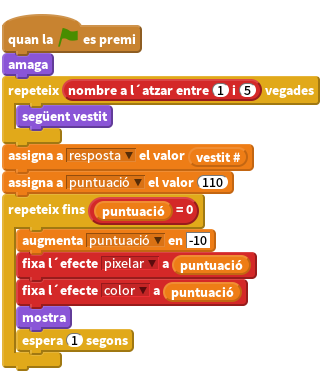 quan la es premi
amaga
repeteix nombre a l´atzar entre 1 i 5 vegades
següent vestit
assigna a resposta el valor vestit #
assigna a puntuació el valor 110
repeteix fins puntuació = 0
augmenta puntuació en -10
fixa l´efecte pixelar a puntuació
fixa l´efecte color a puntuació
mostra
espera 1 segons